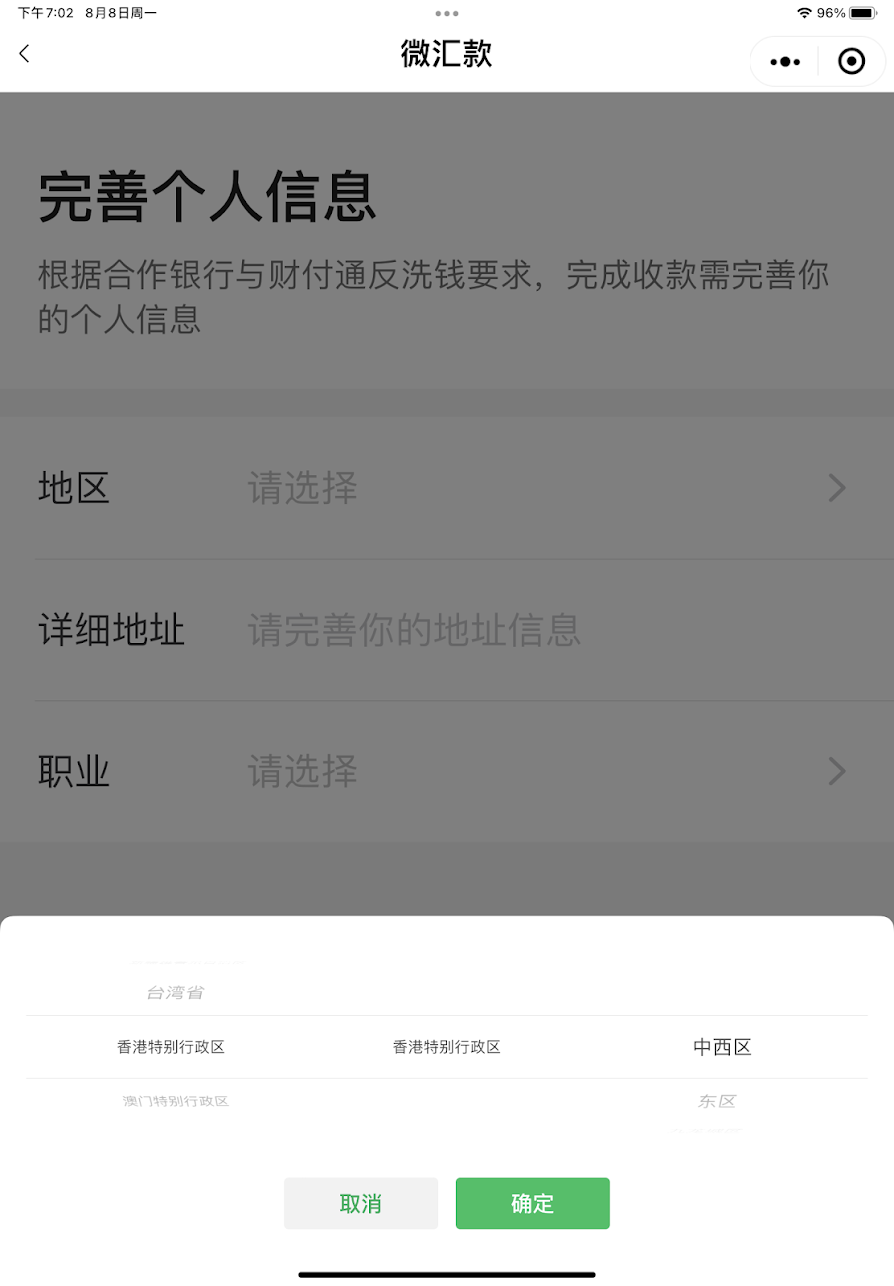 下午7:02 8月8日周一
96%
微汇款
完善个人信息
根据合作银行与财付通反洗钱要求，完成收款需完善你
的个人信息
地区 请选择
详细地址 请完善你的地址信息
职业 请选择
台湾省
香港特别行政区 香港特别行政区 中西区
澳门特别行政区 东区
取消 确定